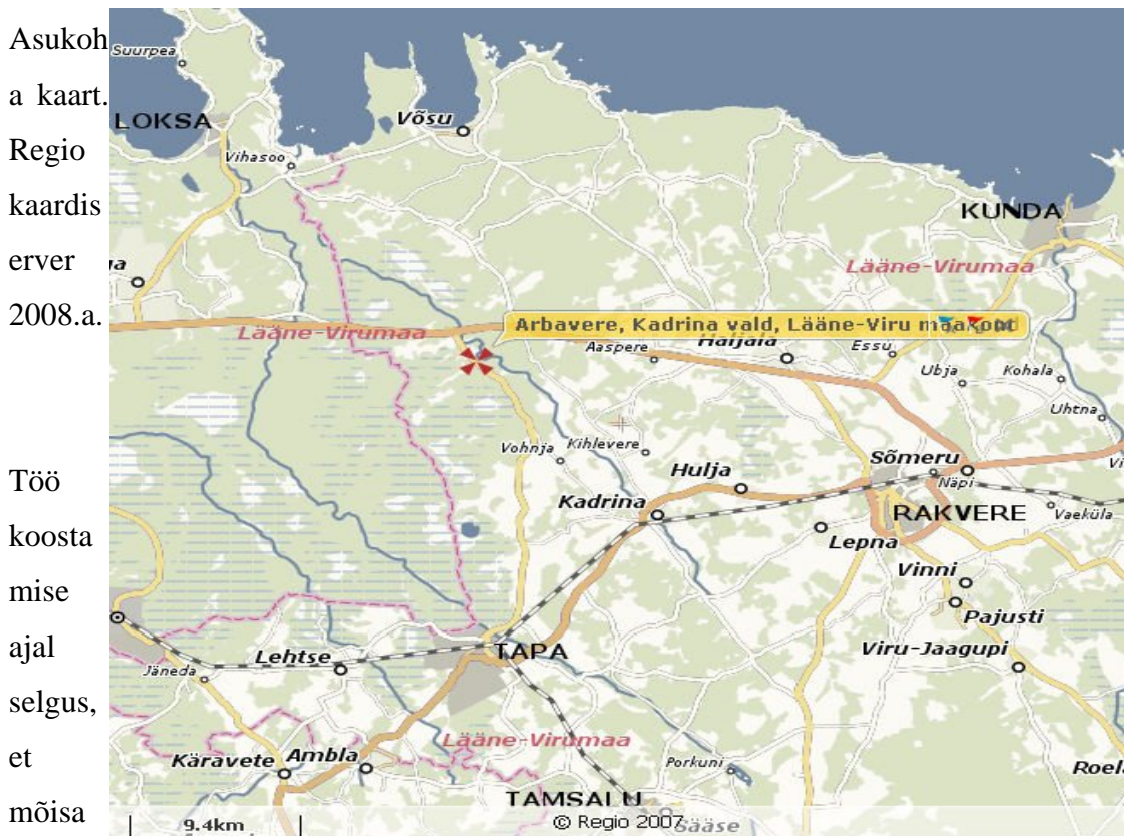 Asukoh
a kaart.
Regio
kaardis
erver
2008.a.
Töö
koosta
mise
ajal
selgus,
et
mõisa
Suurpea
LOKSA
Võsu
Vihasoo
KUNDA
Lääne-Virumaa
Lääne-Virumaa
Arbavere, Kadrina vald, Lääne-Viru maakond
Haljala
Aaspere
Essu
Ubja
Kohala
Uhtna
Vohnja
Kihlevere
Hulja
Sõmeru
Näpi
Kadrina
RAKVERE
Vaeküla
Lepna
Vinni
Pajusti
TAPA
Viru-Jaagupi
Lehtse
Jäneda
Lääne-Virumaa
Käravete
Ambla
Porkuni
Roela
TAMSALU
9.4km
© Regio 2007
Sääse